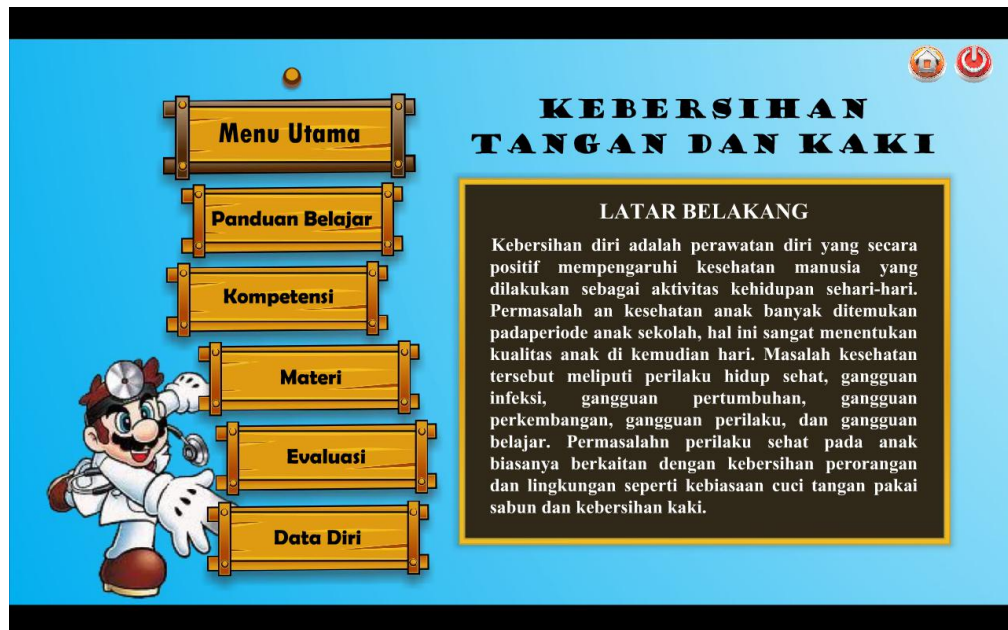 Menu Utama
Panduan Belajar
Kompetensi
Materi
Evaluasi
Data Diri
KEBERSIHAN
TANGAN DAN KAKI
LATAR BELAKANG
Kebersihan diri adalah perawatan diri yang secara
positif mempengaruhi kesehatan manusia yang
dilakukan sebagai aktivitas kehidupan sehari-hari.
Permasalah an kesehatan anak banyak ditemukan
padaperiode anak sekolah, hal ini sangat menentukan
kualitas anak di kemudian hari. Masalah kesehatan
tersebut meliputi perilaku hidup sehat, gangguan
infeksi, gangguan pertumbuhan, gangguan
perkembangan, gangguan perilaku, dan gangguan
belajar. Permasalahn perilaku sehat pada anak
biasanya berkaitan dengan kebersihan perorangan
dan lingkungan seperti kebiasaan cuci tangan pakai
sabun dan kebersihan kaki.